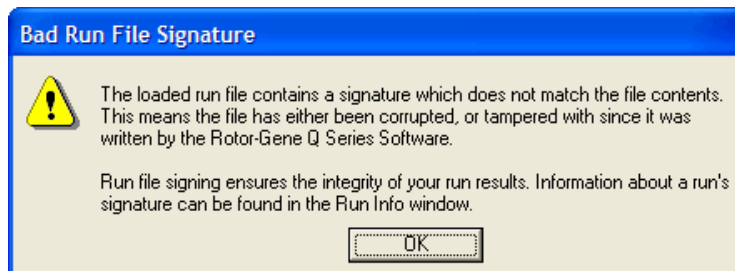 Bad Run File Signature
The loaded run file contains a signature which does not match the file contents.
This means the file has either been corrupted, or tampered with since it was
written by the Rotor-Gene Q Series Software.
Run file signing ensures the integrity of your run results. Information about a run's
signature can be found in the Run Info window.
OK